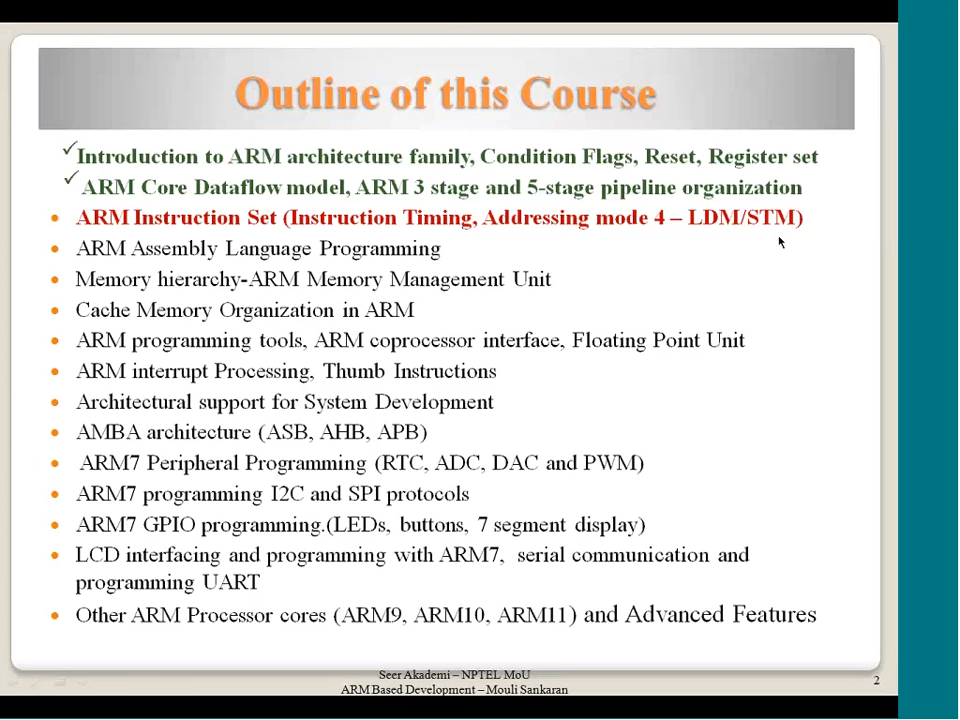 Outline of this Course
✓Introduction to ARM architecture family, Condition Flags, Reset, Register set
✓ARM Core Dataflow model, ARM 3 stage and 5-stage pipeline organization
• ARM Instruction Set (Instruction Timing, Addressing mode 4 – LDM/STM)
• ARM Assembly Language Programming
• Memory hierarchy-ARM Memory Management Unit
• Cache Memory Organization in ARM
• ARM programming tools, ARM coprocessor interface, Floating Point Unit
• ARM interrupt Processing, Thumb Instructions
• Architectural support for System Development
• AMBA architecture (ASB, AHB, APB)
• ARM7 Peripheral Programming (RTC, ADC, DAC and PWM)
• ARM7 programming I2C and SPI protocols
• ARM7 GPIO programming.(LEDs, buttons, 7 segment display)
• LCD interfacing and programming with ARM7, serial communication and
programming UART
• Other ARM Processor cores (ARM9, ARM10, ARM11) and Advanced Features
Seer Akademi – NPTEL MoU
ARM Based Development – Mouli Sankaran
2